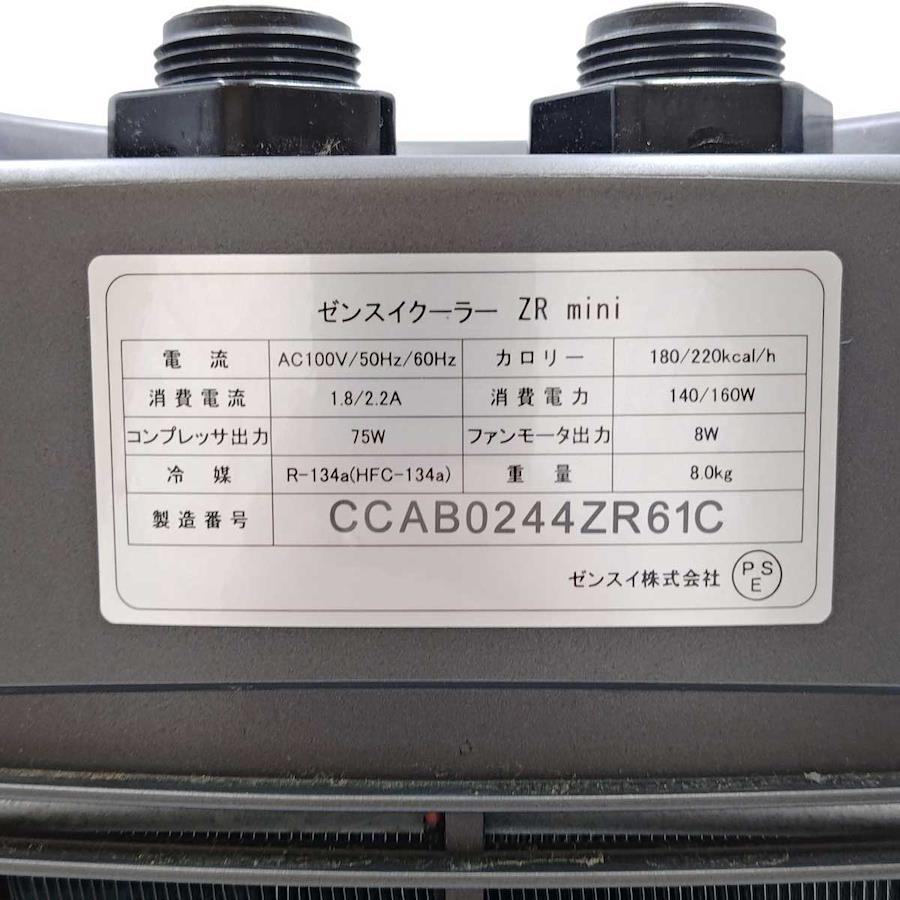 ゼンスイクーラー ZR mini
電流 AC100V/50Hz/60Hz カロリー 180/220kcal/h
消費電流 1.8/2.2A 消費電力 140/160W
コンプレッサ出力 75W ファンモータ出力 8W
冷媒 R-134a(HFC-134a) 重量 8.0kg
製造番号 CCAB0244ZR61C
ゼンスイ株式会社 PSE